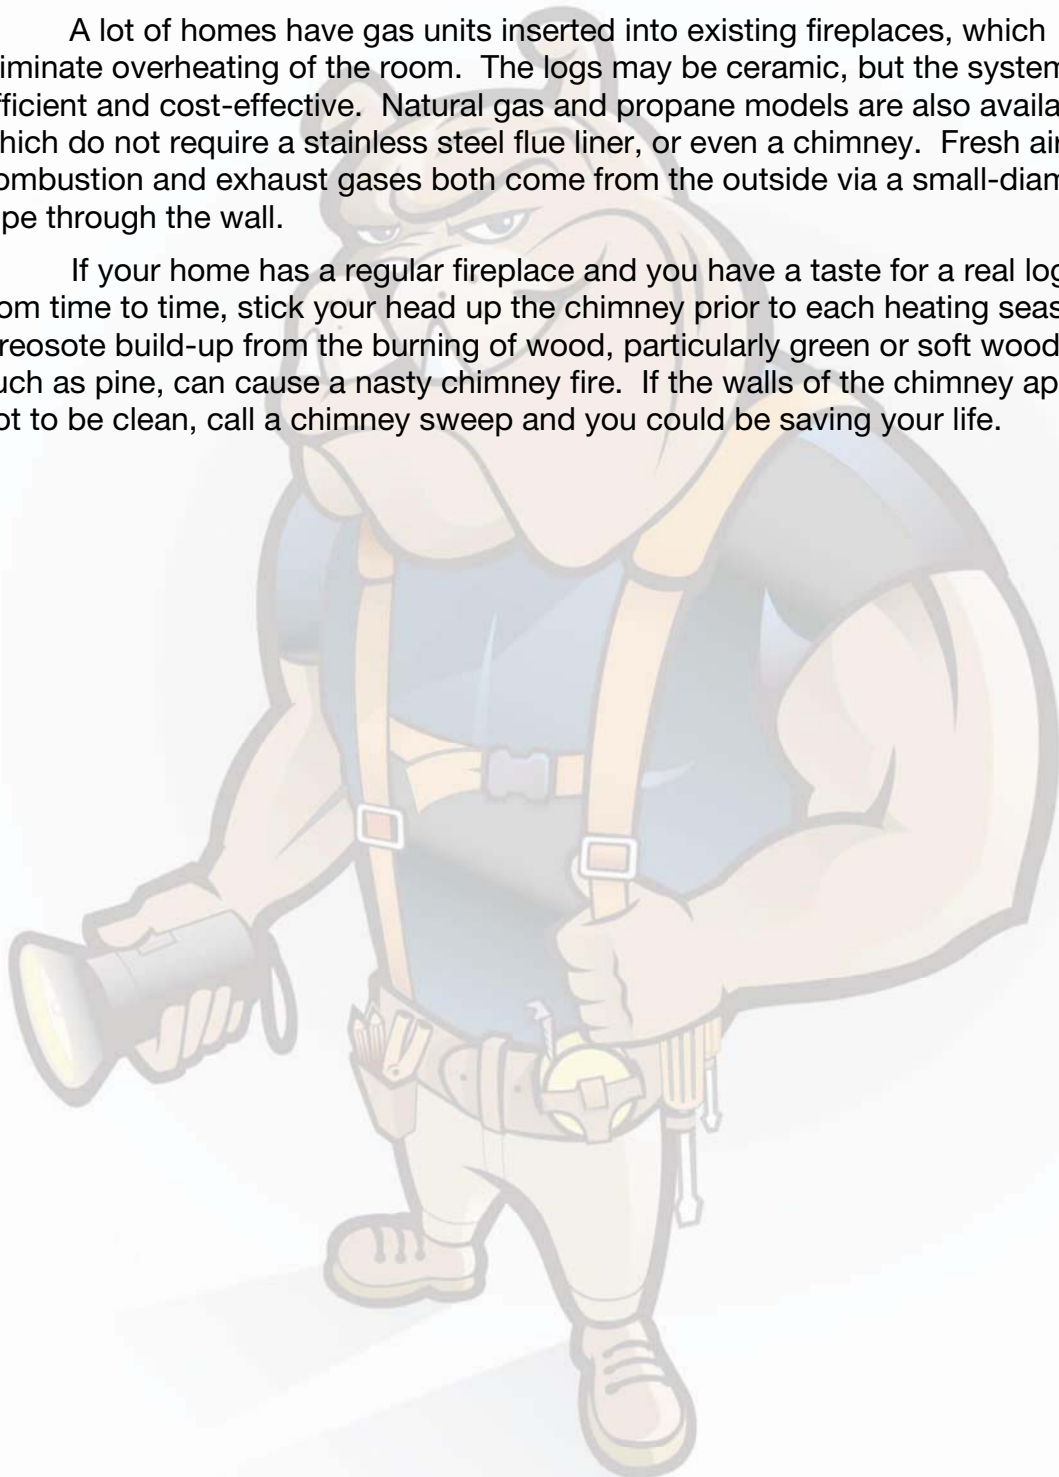 A lot of homes have gas units inserted into existing fireplaces, which
liminate overheating of the room.  The logs may be ceramic, but the system
fficient and cost-effective.  Natural gas and propane models are also availa
hich do not require a stainless steel flue liner, or even a chimney.  Fresh air
ombustion and exhaust gases both come from the outside via a small-diam
ipe through the wall.
If your home has a regular fireplace and you have a taste for a real log
om time to time, stick your head up the chimney prior to each heating seas
reosote build-up from the burning of wood, particularly green or soft wood
uch as pine, can cause a nasty chimney fire.  If the walls of the chimney ap
ot to be clean, call a chimney sweep and you could be saving your life.